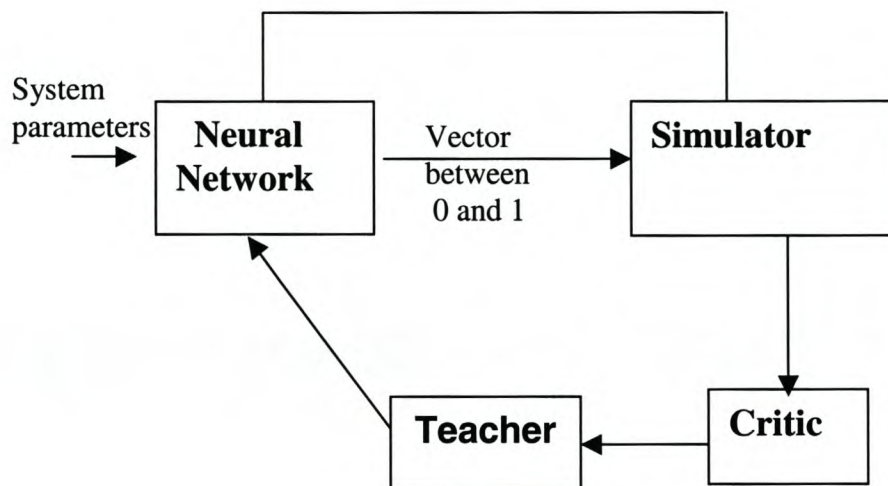 System
parameters
Neural
Network
Vector
between
0 and 1
Simulator
Teacher
Critic